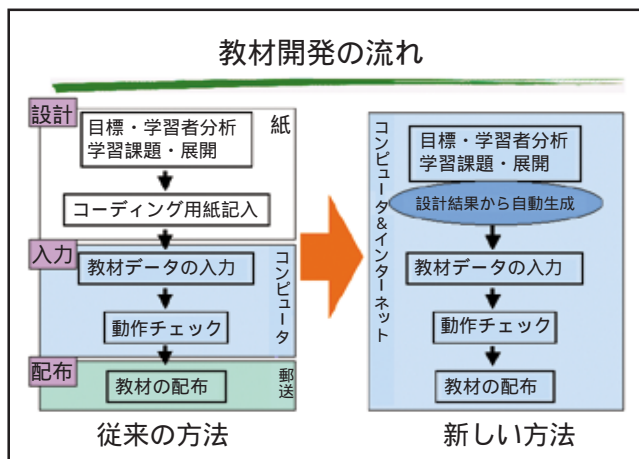 教材開発の流れ
設計
紙
目標・学習者分析
学習課題・展開
コーディング用紙記入
入力
コンピュータ
教材データの入力
動作チェック
配布
郵送
教材の配布
従来の方法
コンピュータ&インターネット
目標・学習者分析
学習課題・展開
設計結果から自動生成
教材データの入力
動作チェック
教材の配布
新しい方法